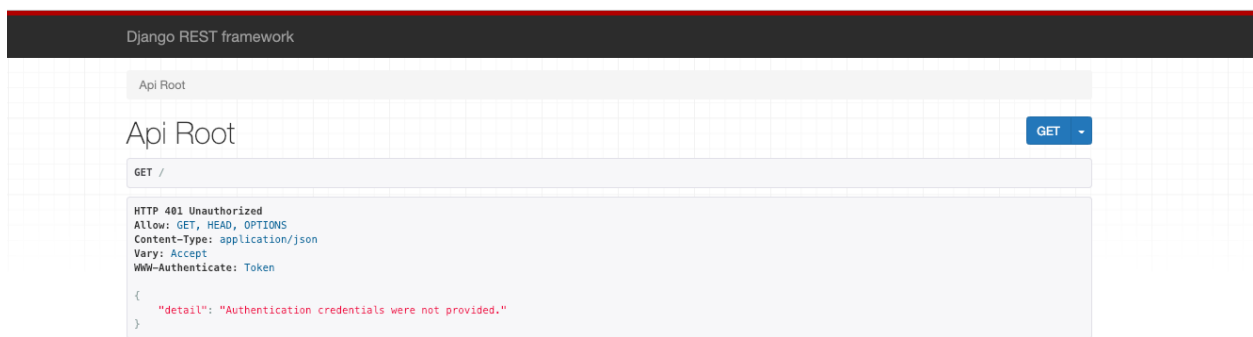 Django REST framework
Api Root
Api Root
GET
GET /
HTTP 401 Unauthorized
Allow: GET, HEAD, OPTIONS
Content-Type: application/json
Vary: Accept
WWW-Authenticate: Token
{
"detail": "Authentication credentials were not provided."
}